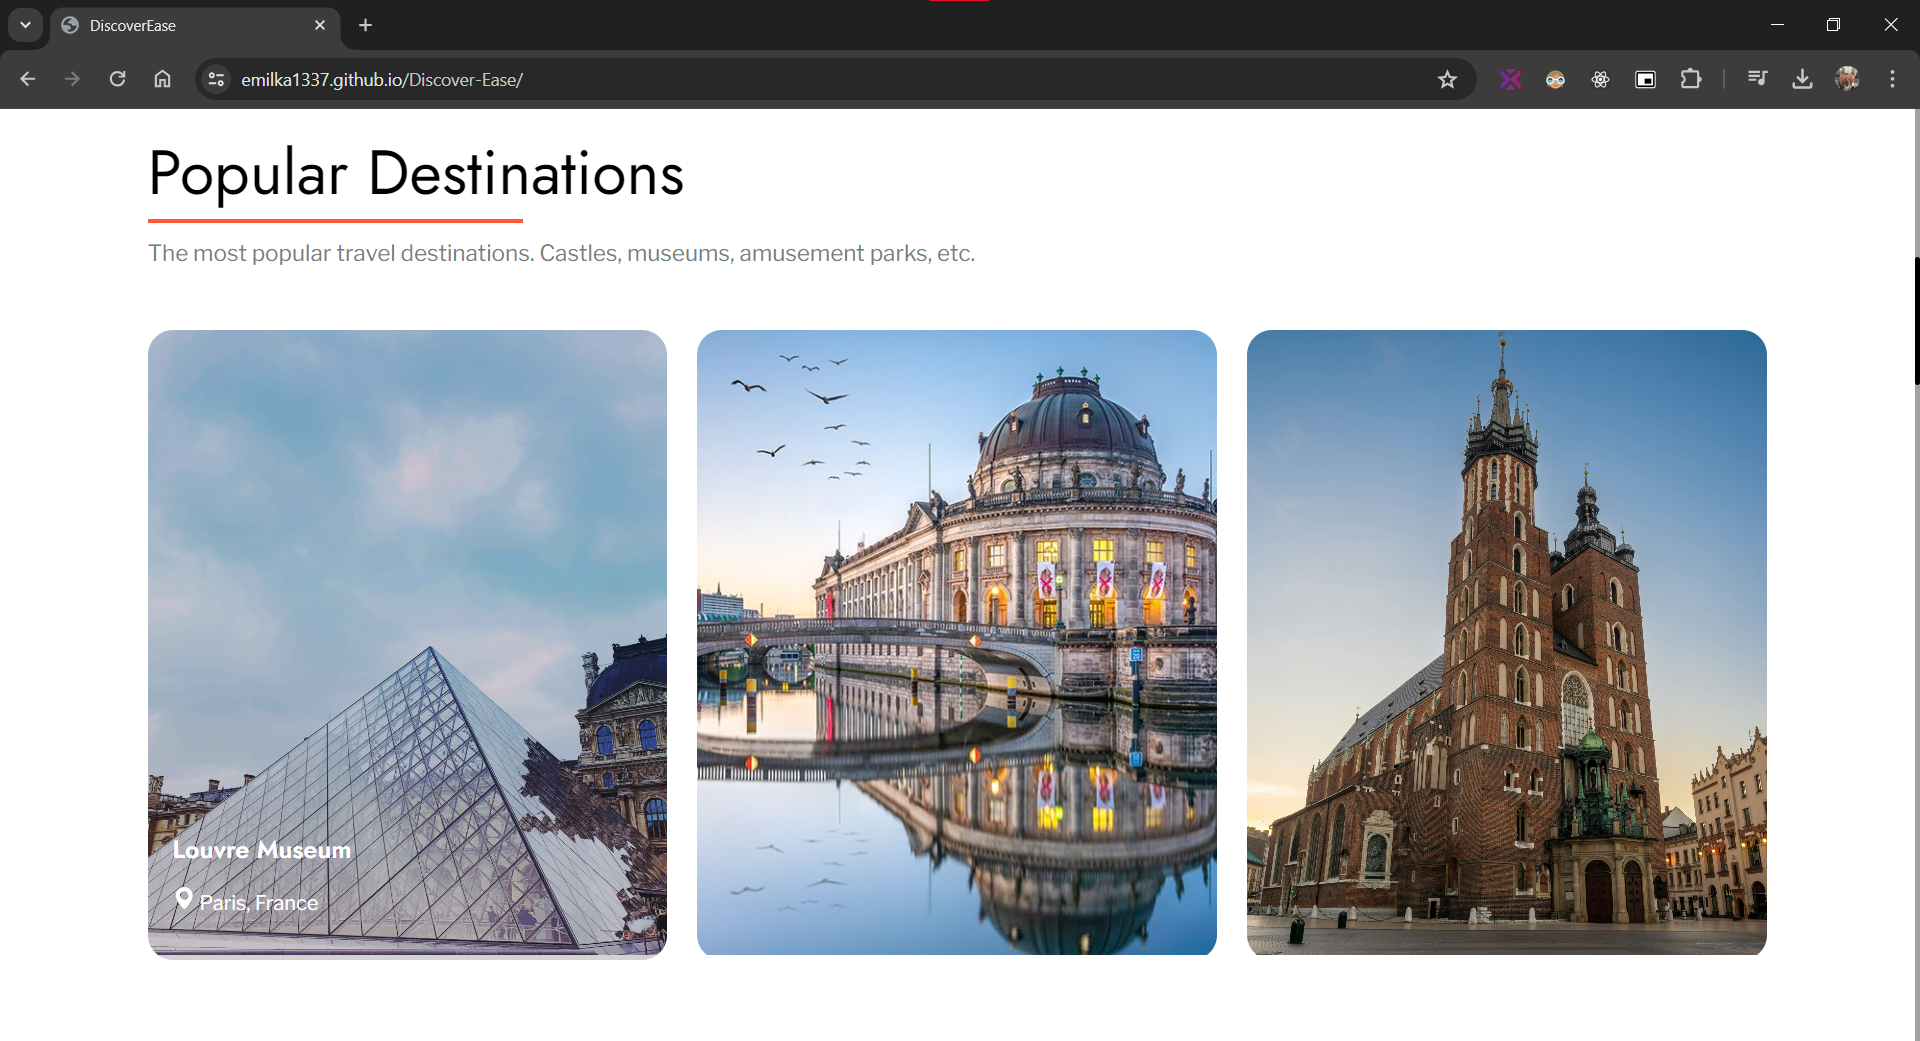 DiscoverEase
emilka1337.github.io/Discover-Ease/
Popular Destinations
The most popular travel destinations. Castles, museums, amusement parks, etc.
Louvre Museum
Paris, France